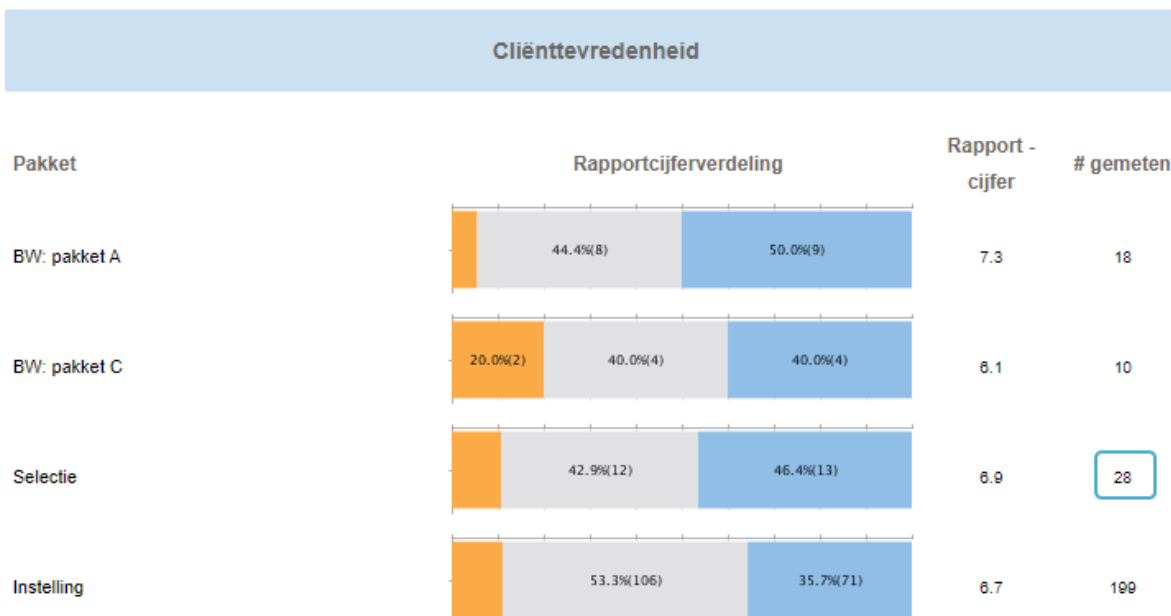 Cliënttevredenheid
Pakket Rapportcijferverdeling Rapport - cijfer # gemeten
BW: pakket A 44.4%(8) 50.0%(9) 7.3 18
BW: pakket C 20.0%(2) 40.0%(4) 40.0%(4) 6.1 10
Selectie 42.9%(12) 46.4%(13) 6.9 28
Instelling 53.3%(106) 35.7%(71) 6.7 199